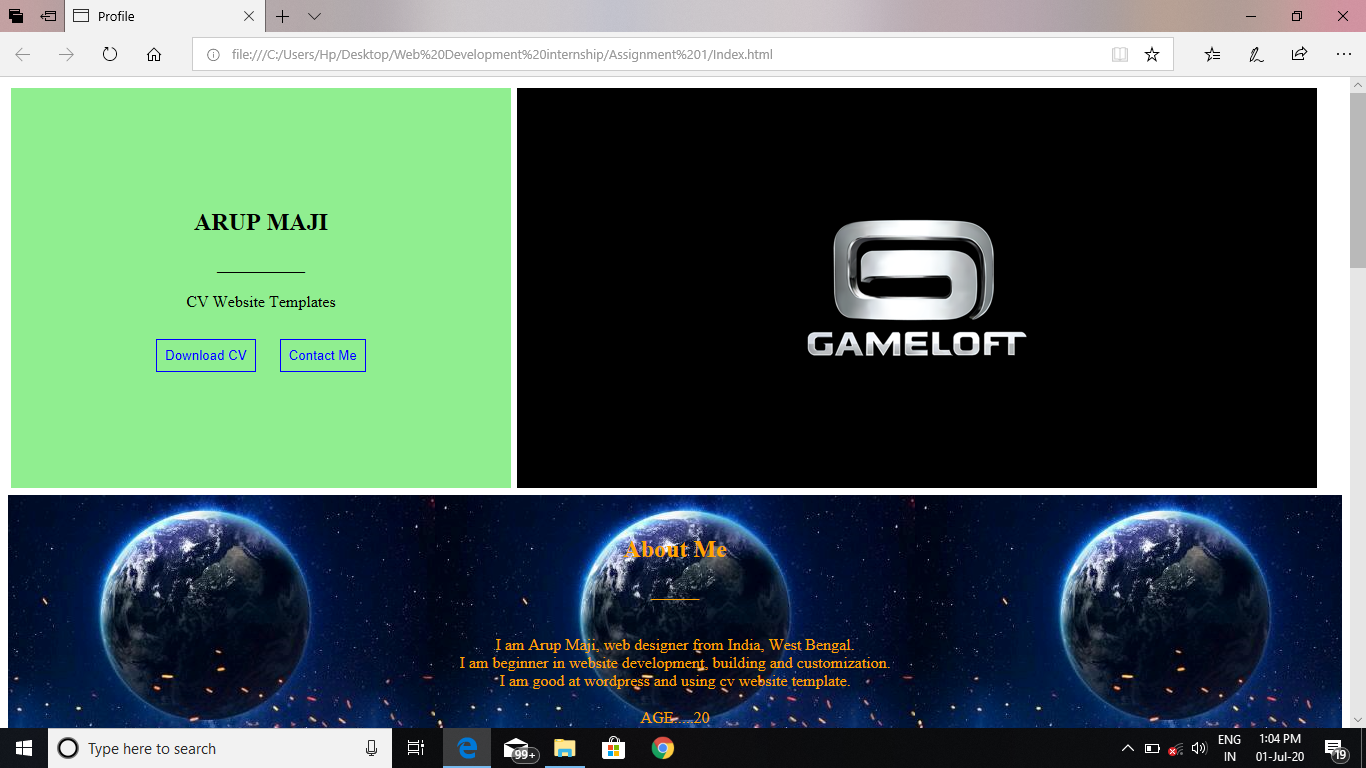 Profile
file:///C:/Users/Hp/Desktop/Web%20Development%20internship/Assignment%201/Index.html
ARUP MAJI
CV Website Templates
Download CV
Contact Me
GAMELOFT
About Me
I am Arup Maji, web designer from India, West Bengal.
I am beginner in website development, building and customization.
I am good at wordpress and using cv website template.
AGE....20
Type here to search
99+
ENG
IN
1:04 PM
01-Jul-20
19